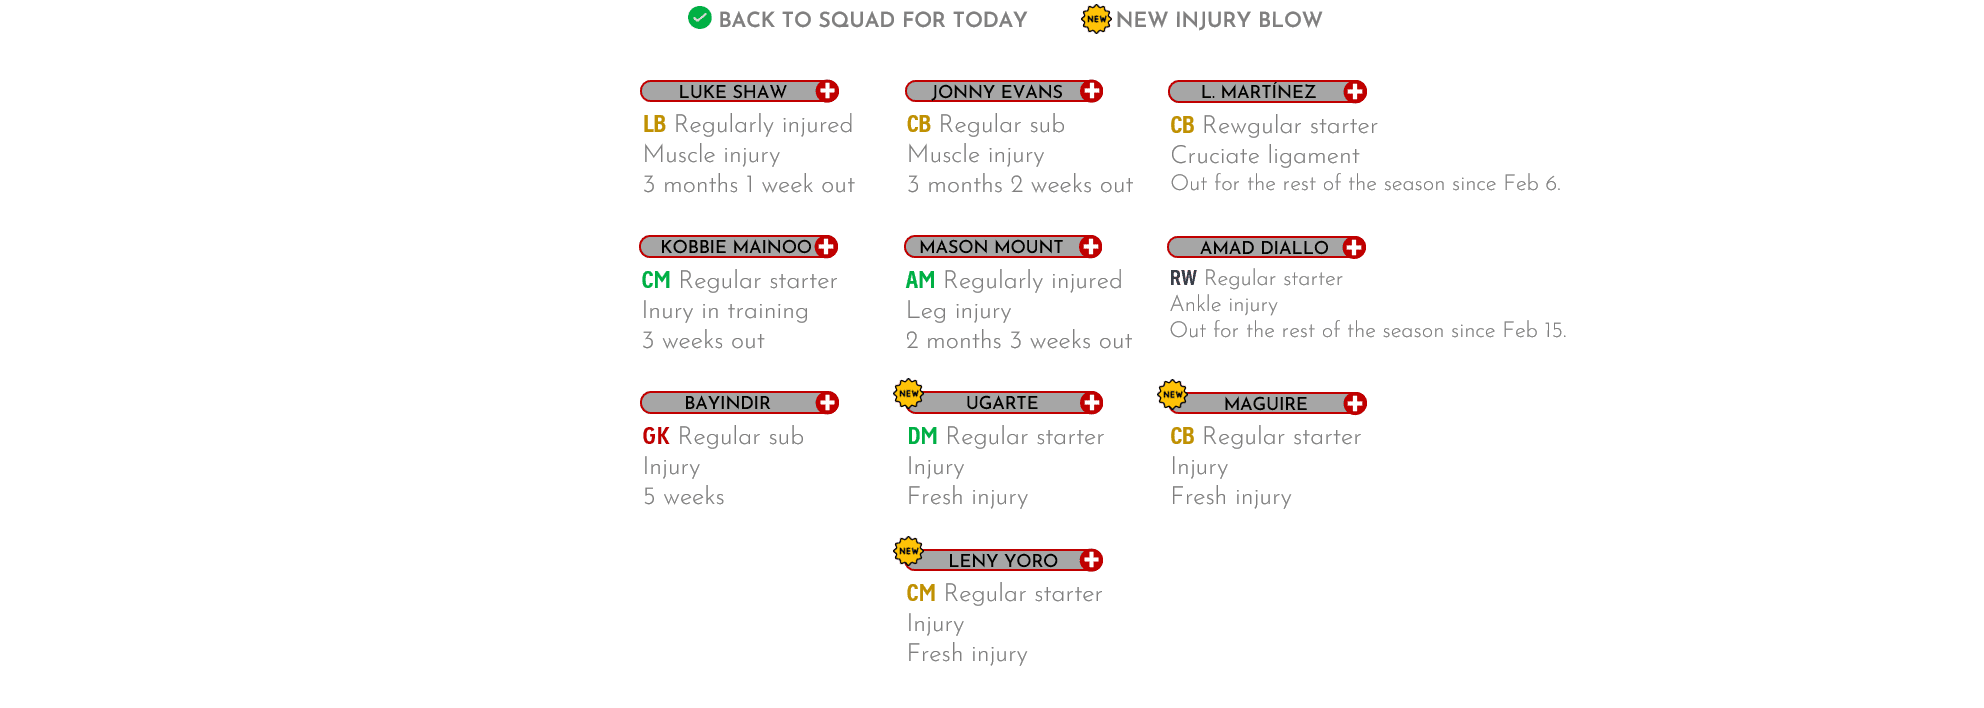 BACK TO SQUAD FOR TODAY
NEW NEW INJURY BLOW
LUKE SHAW
LB Regularly injured
Muscle injury
3 months 1 week out
JONNY EVANS
CB Regular sub
Muscle injury
3 months 2 weeks out
L. MARTÍNEZ
CB Rewgular starter
Cruciate ligament
Out for the rest of the season since Feb 6.
KOBBIE MAINOO
CM Regular starter
Inury in training
3 weeks out
MASON MOUNT
AM Regularly injured
Leg injury
2 months 3 weeks out
AMAD DIALLO
RW Regular starter
Ankle injury
Out for the rest of the season since Feb 15.
BAYINDIR
GK Regular sub
Injury
5 weeks
NEW UGARTE
DM Regular starter
Injury
Fresh injury
NEW MAGUIRE
CB Regular starter
Injury
Fresh injury
NEW LENY YORO
CM Regular starter
Injury
Fresh injury